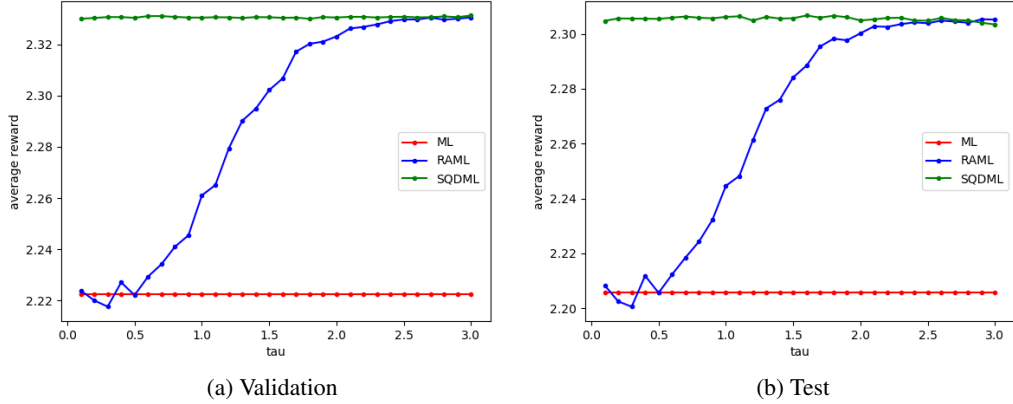 2.32
2.30
2.28
2.26
2.24
2.22
average reward
0.0 0.5 1.0 1.5 2.0 2.5 3.0
tau
ML
RAML
SQDML
(a) Validation
2.30
2.28
2.26
2.24
2.22
2.20
average reward
0.0 0.5 1.0 1.5 2.0 2.5 3.0
tau
ML
RAML
SQDML
(b) Test